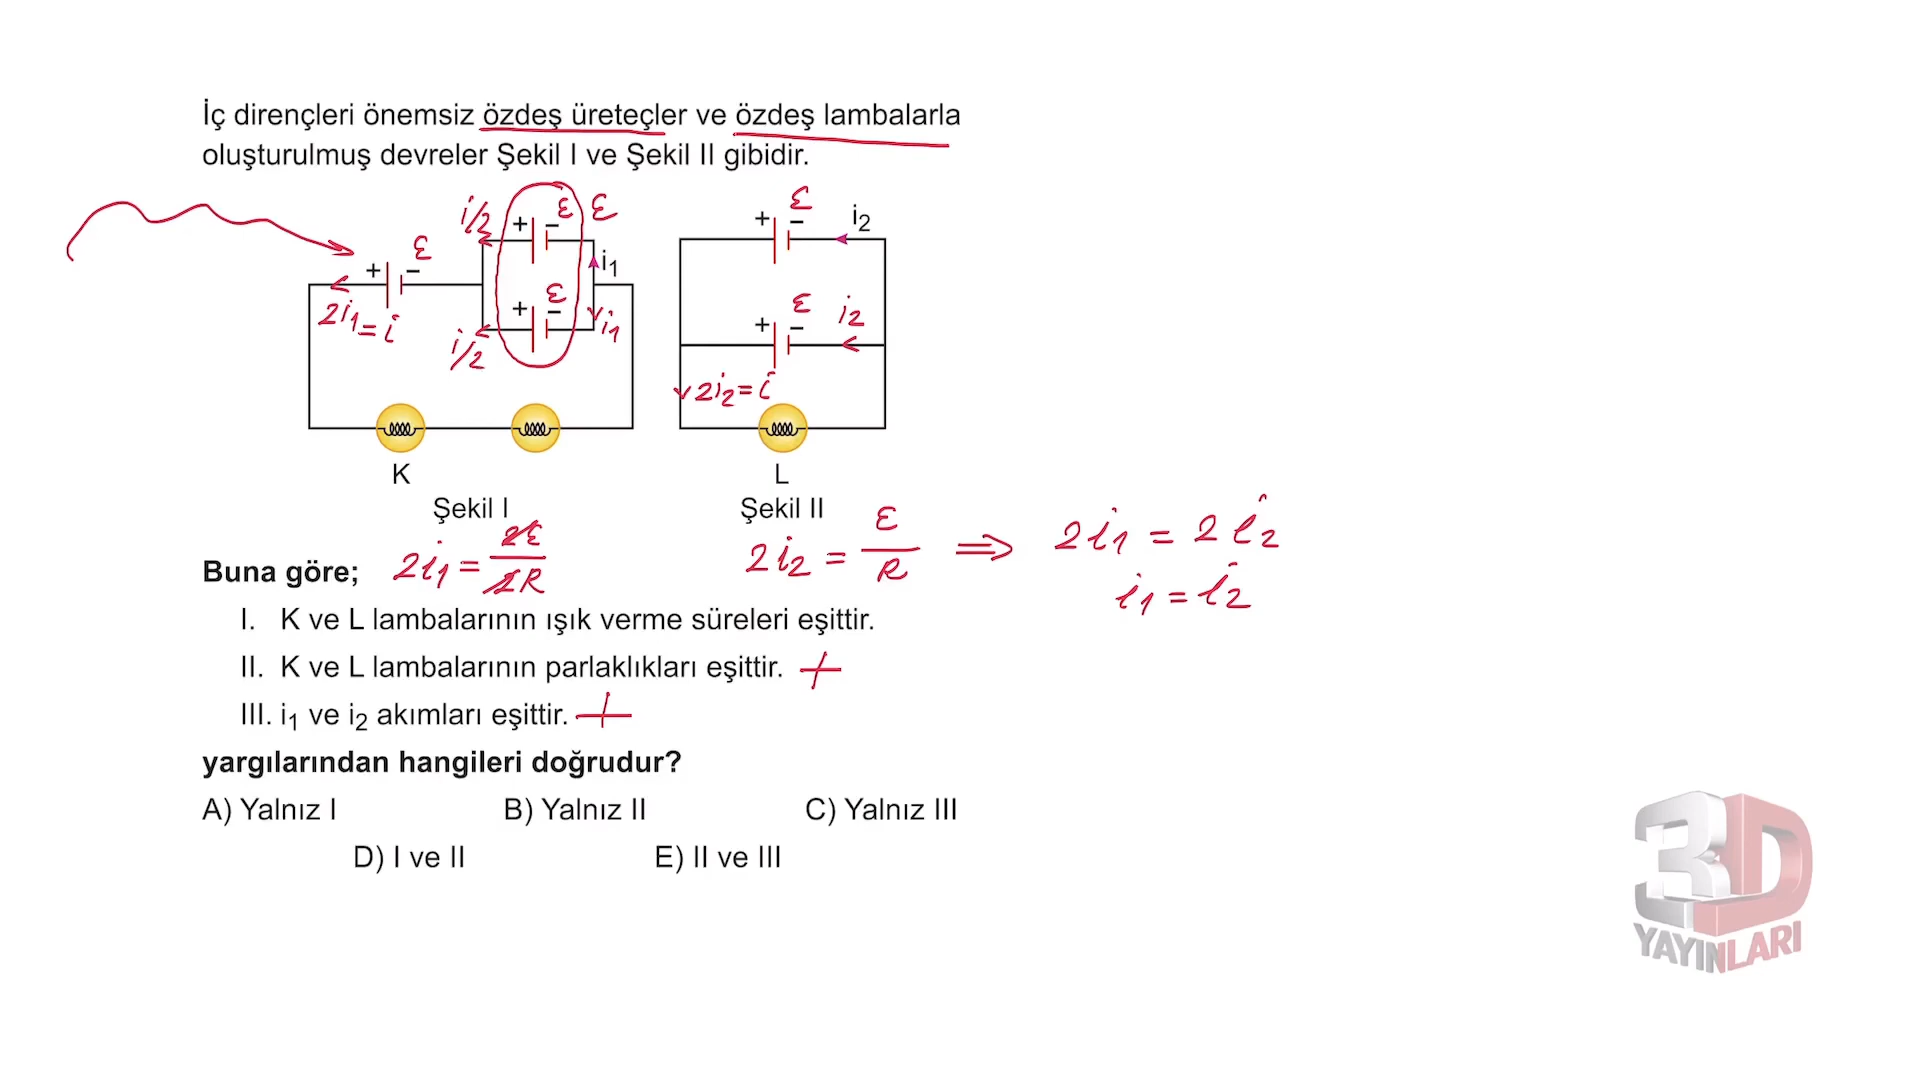 İç dirençleri önemsiz özdeş üreteçler ve özdeş lambalarla
oluşturulmuş devreler Şekil I ve Şekil II gibidir.
i/2 + ε - ε
+ ε - i1
2i1 = i
i/2 + ε - i1
+ ε - i2
+ ε - i2
2i2 = i
K
L
Şekil I
Şekil II
2i1 = 2ε/2R
2i2 = ε/R ⇒ 2i1 = 2i2
i1 = i2
Buna göre;
I. K ve L lambalarının ışık verme süreleri eşittir.
II. K ve L lambalarının parlaklıkları eşittir. +
III. i1 ve i2 akımları eşittir. +
yargılarından hangileri doğrudur?
A) Yalnız I B) Yalnız II C) Yalnız III
D) I ve II E) II ve III
3D
YAYINLARI